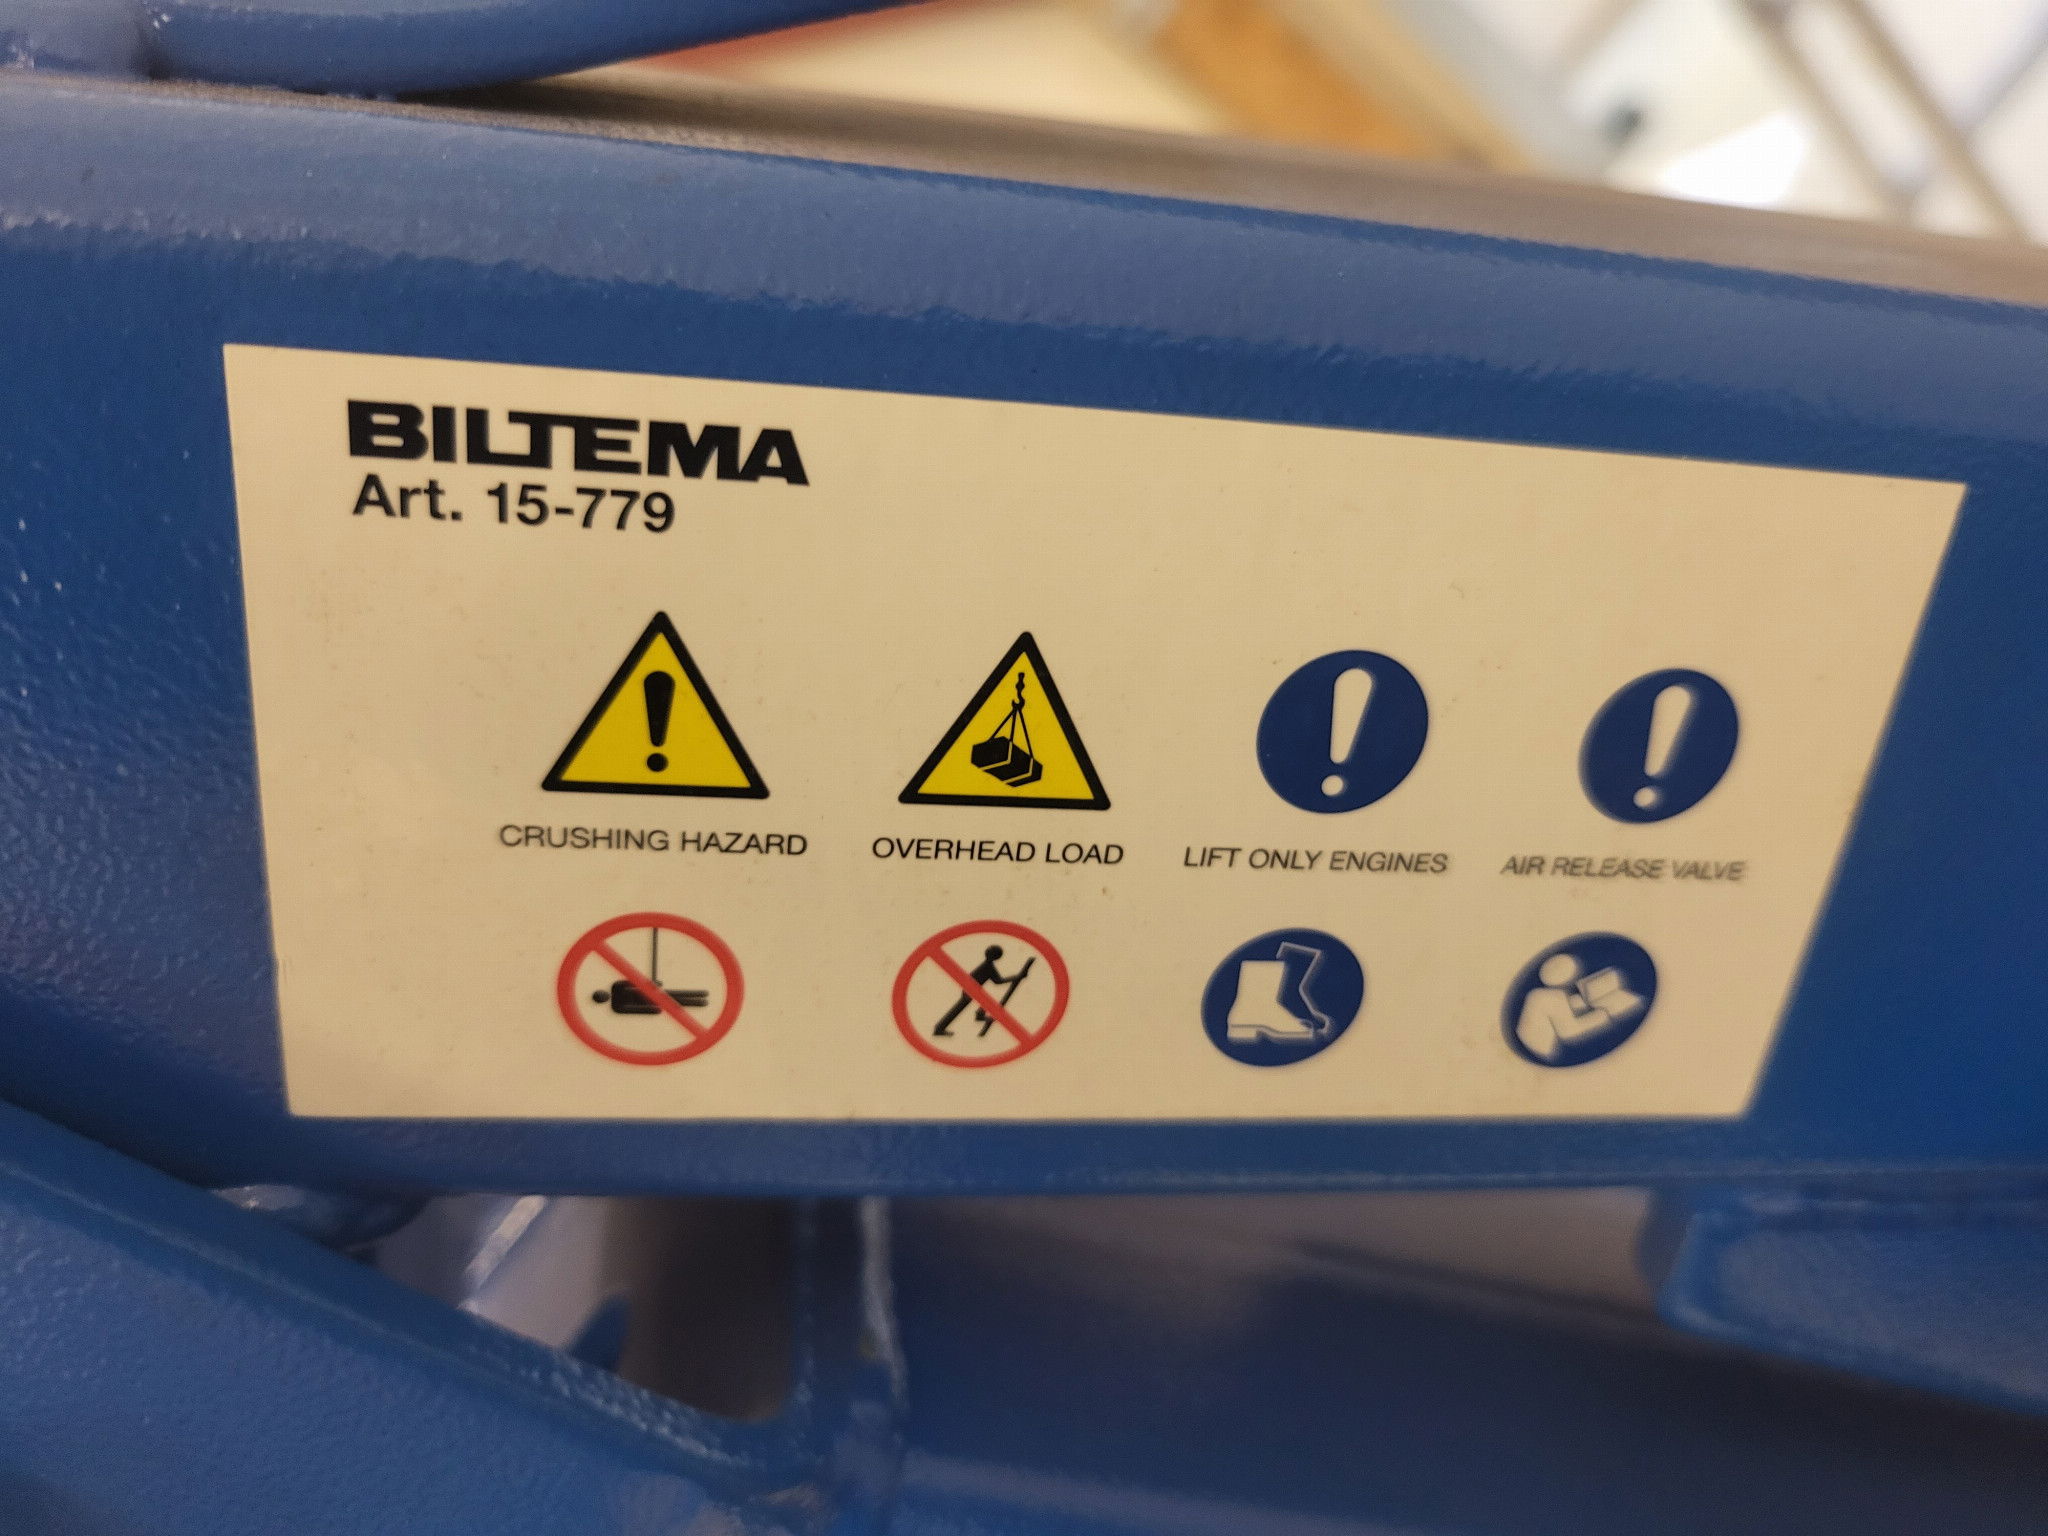 BILTEMA
Art. 15-779
CRUSHING HAZARD
OVERHEAD LOAD
LIFT ONLY ENGINES
AIR RELEASE VALVE